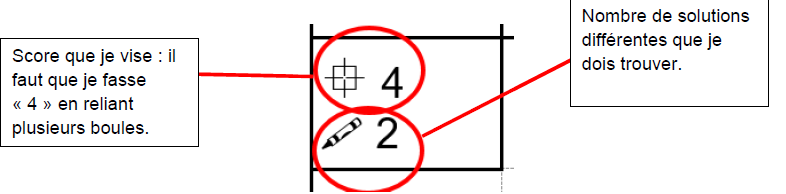 Score que je vise : il
faut que je fasse
« 4 » en reliant
plusieurs boules.
4
2
Nombre de solutions
différentes que je
dois trouver.